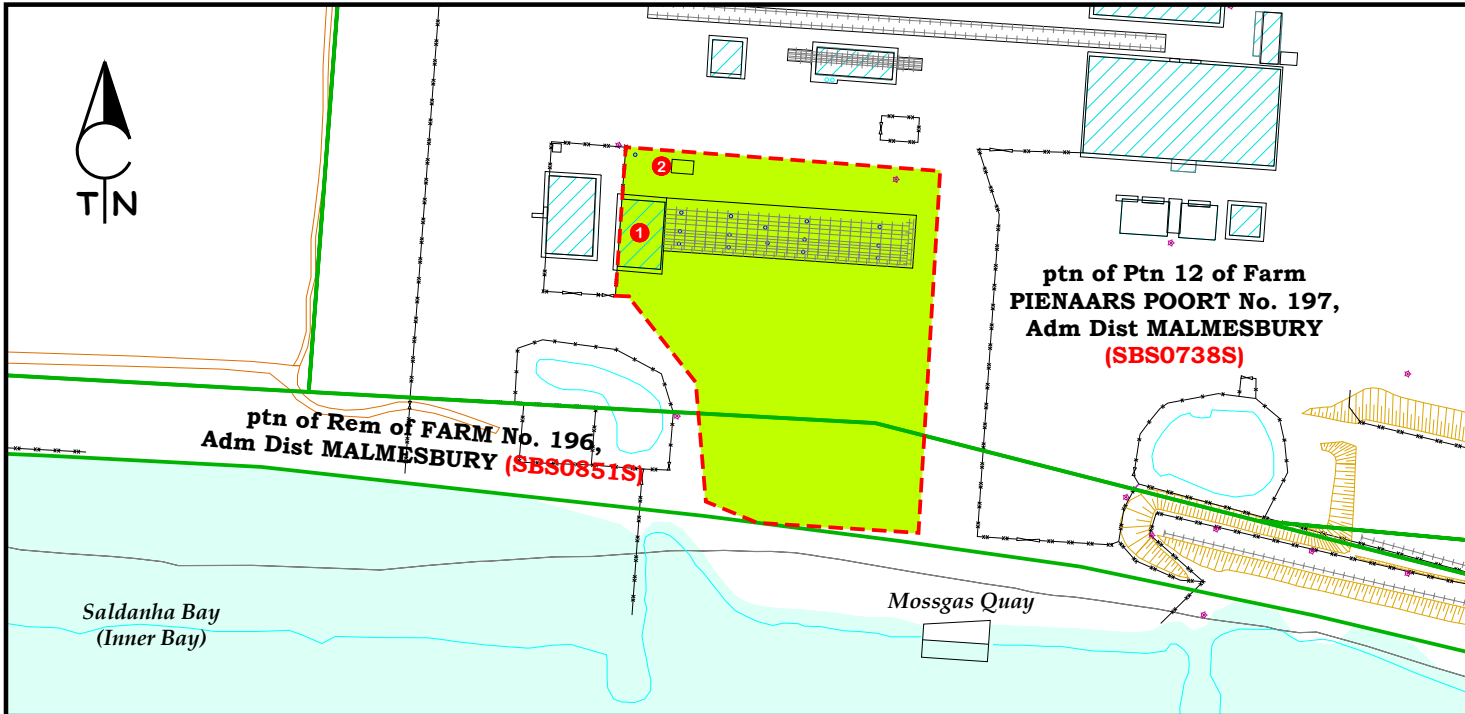 TN
2
1
ptn of Ptn 12 of Farm
PIENAARS POORT No. 197,
Adm Dist MALMESBURY
(SBS0738S)
ptn of Rem of FARM No. 196,
Adm Dist MALMESBURY (SBS0851S)
Saldanha Bay
(Inner Bay)
Mossgas Quay